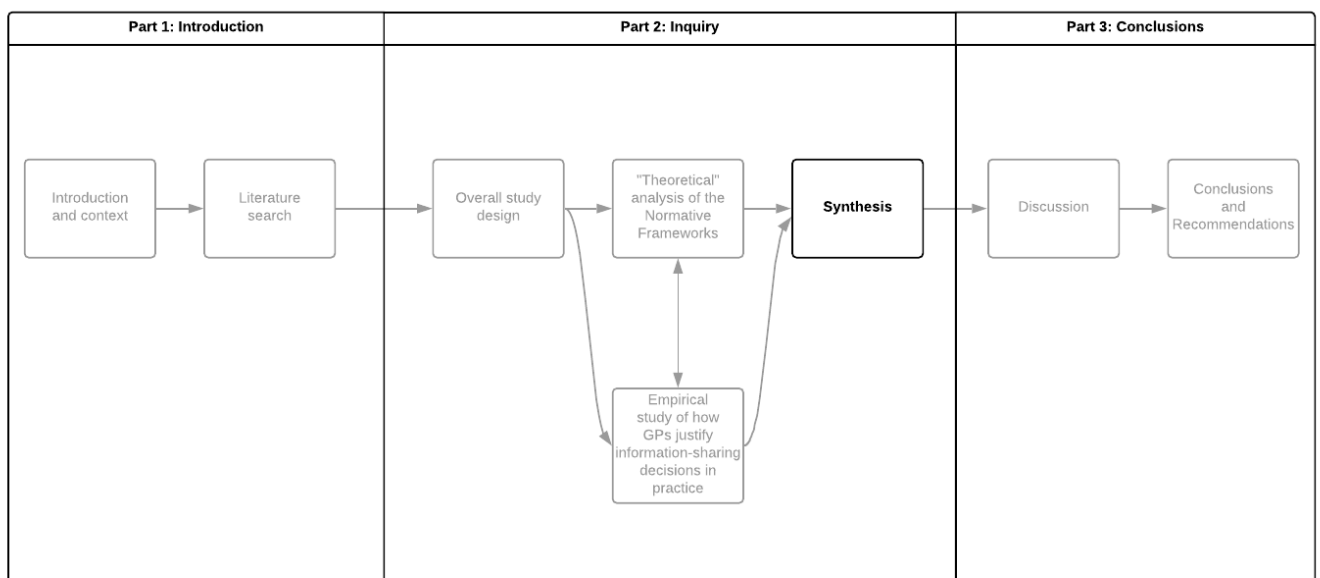 Part 1: Introduction
Part 2: Inquiry
Part 3: Conclusions
Introduction
and context
Literature
search
Overall study
design
"Theoretical"
analysis of the
Normative
Frameworks
Synthesis
Discussion
Conclusions
and
Recommendations
Empirical
study of how
GPs justify
information-sharing
decisions in
practice